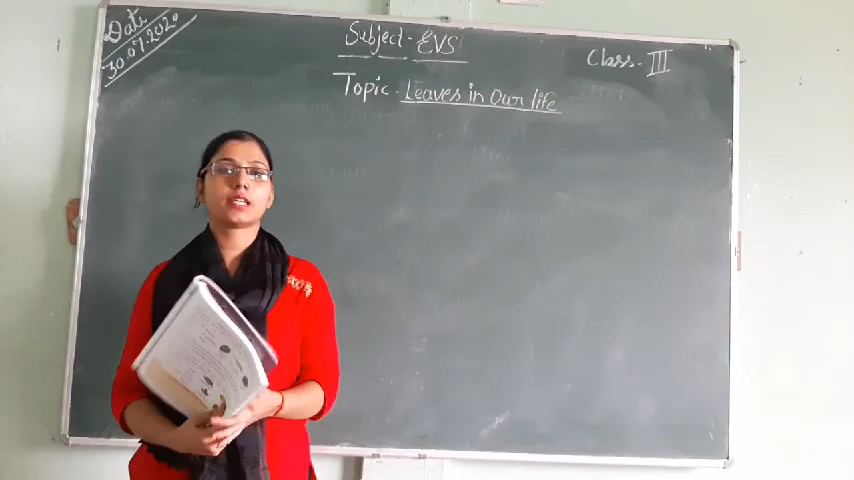 Date
30.07.2020
Subject - EVS
Class - III
Topic - Leaves in Our life